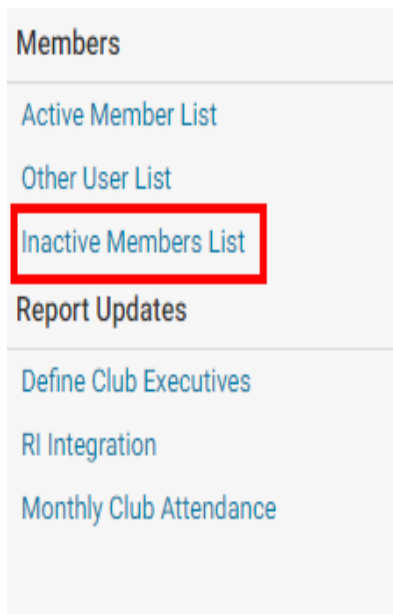 Members
Active Member List
Other User List
Inactive Members List
Report Updates
Define Club Executives
RI Integration
Monthly Club Attendance